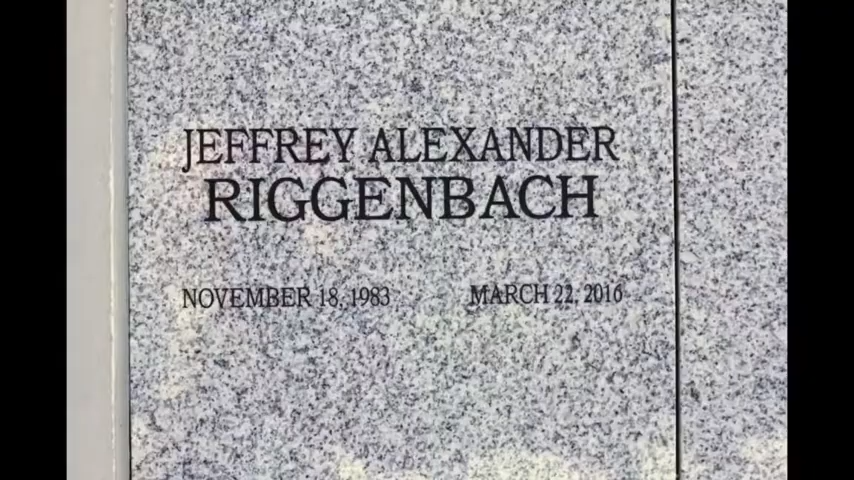 JEFFREY ALEXANDER
RIGGENBACH
NOVEMBER 18, 1983 MARCH 22, 2016